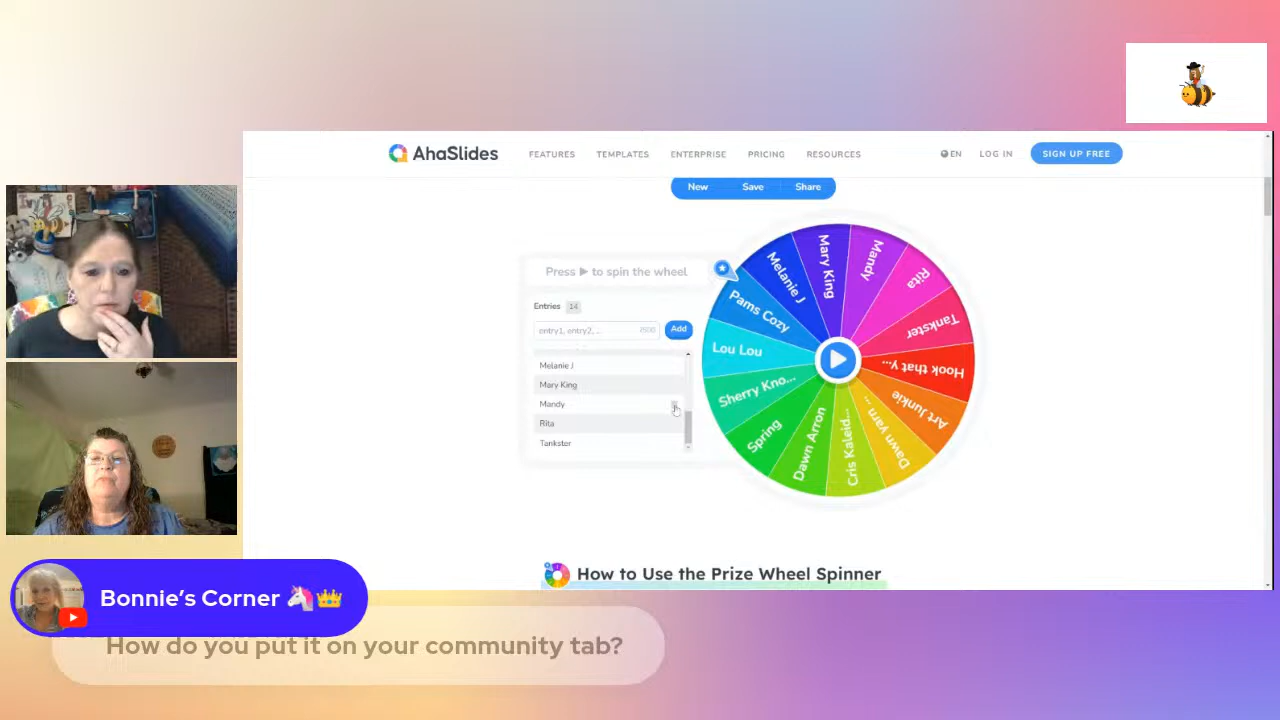 AhaSlides
FEATURES TEMPLATES ENTERPRISE PRICING RESOURCES EN LOG IN SIGN UP FREE
New Save Share
Press ▶ to spin the wheel
Entries 14
entry1, entry2, ... Add
Melanie J
Mary King
Mandy
Rita
Tankster
Mary King
Mandy
Rita
Tankster
Hook that y...
Art Junkie
Dawn yarn ...
Cris Kaleid...
Dawn Arron
Spring
Sherry Kno...
Lou Lou
Pams Cozy
Melanie J
How to Use the Prize Wheel Spinner
Bonnie’s Corner 🦄👑
How do you put it on your community tab?